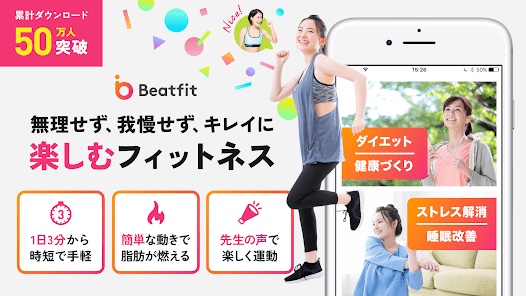 累計ダウンロード
50万人突破
Nice!
Beatfit
無理せず、我慢せず、キレイに
楽しむフィットネス
3
1日3分から
時短で手軽
簡単な動きで
脂肪が燃える
先生の声で
楽しく運動
15:26
50%
ダイエット
健康づくり
ストレス解消
睡眠改善